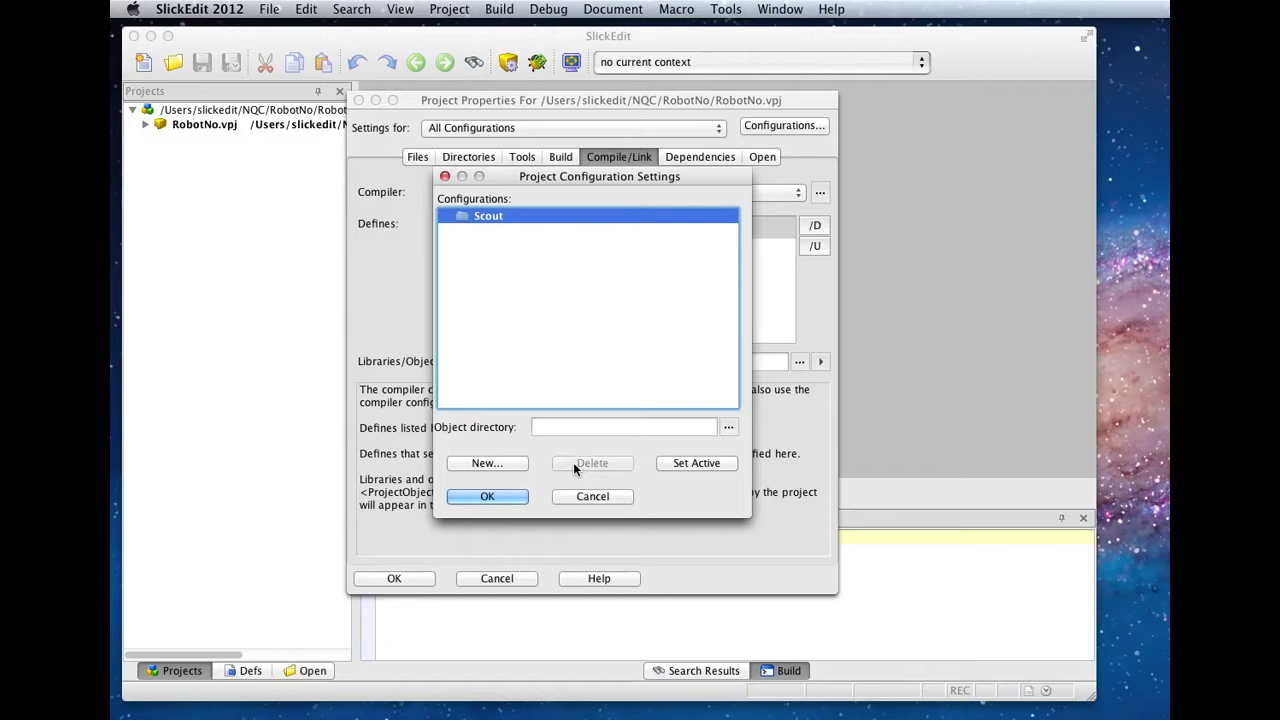 SlickEdit 2012 File Edit Search View Project Build Debug Document Macro Tools Window Help
SlickEdit
no current context
Projects
/Users/slickedit/NQC/RobotNo/Robot
RobotNo.vpj /Users/slickedit/N
Project Properties For /Users/slickedit/NQC/RobotNo/RobotNo.vpj
Settings for: All Configurations Configurations...
Files Directories Tools Build Compile/Link Dependencies Open
Compiler: ...
Defines: /D
/U
Libraries/Objec ...
The compiler c also use the
compiler config
Defines listed
Defines that se ified here.
Libraries and o by the project
<ProjectObject
will appear in t
OK Cancel Help
Project Configuration Settings
Configurations:
Scout
Object directory: ...
New... Delete Set Active
OK Cancel
Projects Defs Open
Search Results Build
REC